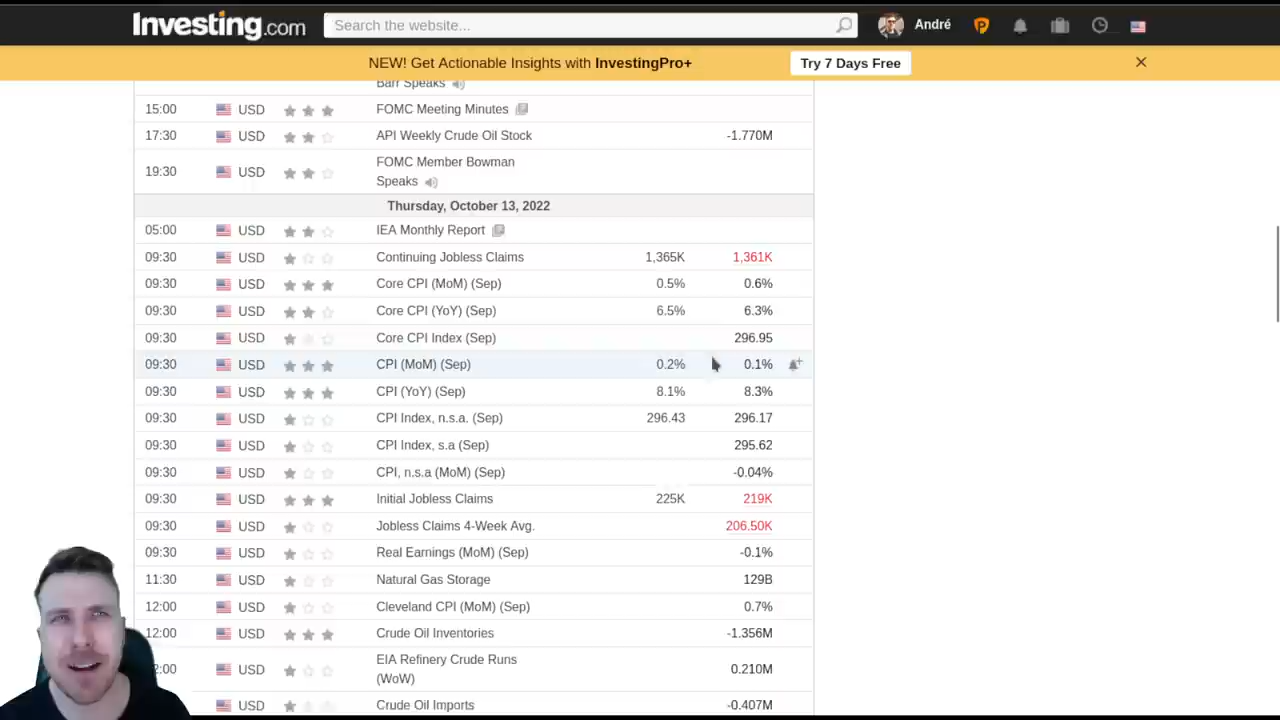 Investing.com Search the website... André
NEW! Get Actionable Insights with InvestingPro+ Try 7 Days Free
Barr Speaks
15:00 USD FOMC Meeting Minutes
17:30 USD API Weekly Crude Oil Stock -1.770M
19:30 USD FOMC Member Bowman
Speaks
Thursday, October 13, 2022
05:00 USD IEA Monthly Report
09:30 USD Continuing Jobless Claims 1,365K 1,361K
09:30 USD Core CPI (MoM) (Sep) 0.5% 0.6%
09:30 USD Core CPI (YoY) (Sep) 6.5% 6.3%
09:30 USD Core CPI Index (Sep) 296.95
09:30 USD CPI (MoM) (Sep) 0.2% 0.1%
09:30 USD CPI (YoY) (Sep) 8.1% 8.3%
09:30 USD CPI Index, n.s.a. (Sep) 296.43 296.17
09:30 USD CPI Index, s.a (Sep) 295.62
09:30 USD CPI, n.s.a (MoM) (Sep) -0.04%
09:30 USD Initial Jobless Claims 225K 219K
09:30 USD Jobless Claims 4-Week Avg. 206.50K
09:30 USD Real Earnings (MoM) (Sep) -0.1%
11:30 USD Natural Gas Storage 129B
12:00 USD Cleveland CPI (MoM) (Sep) 0.7%
12:00 USD Crude Oil Inventories -1.356M
USD EIA Refinery Crude Runs
(WoW) 0.210M
USD Crude Oil Imports -0.407M